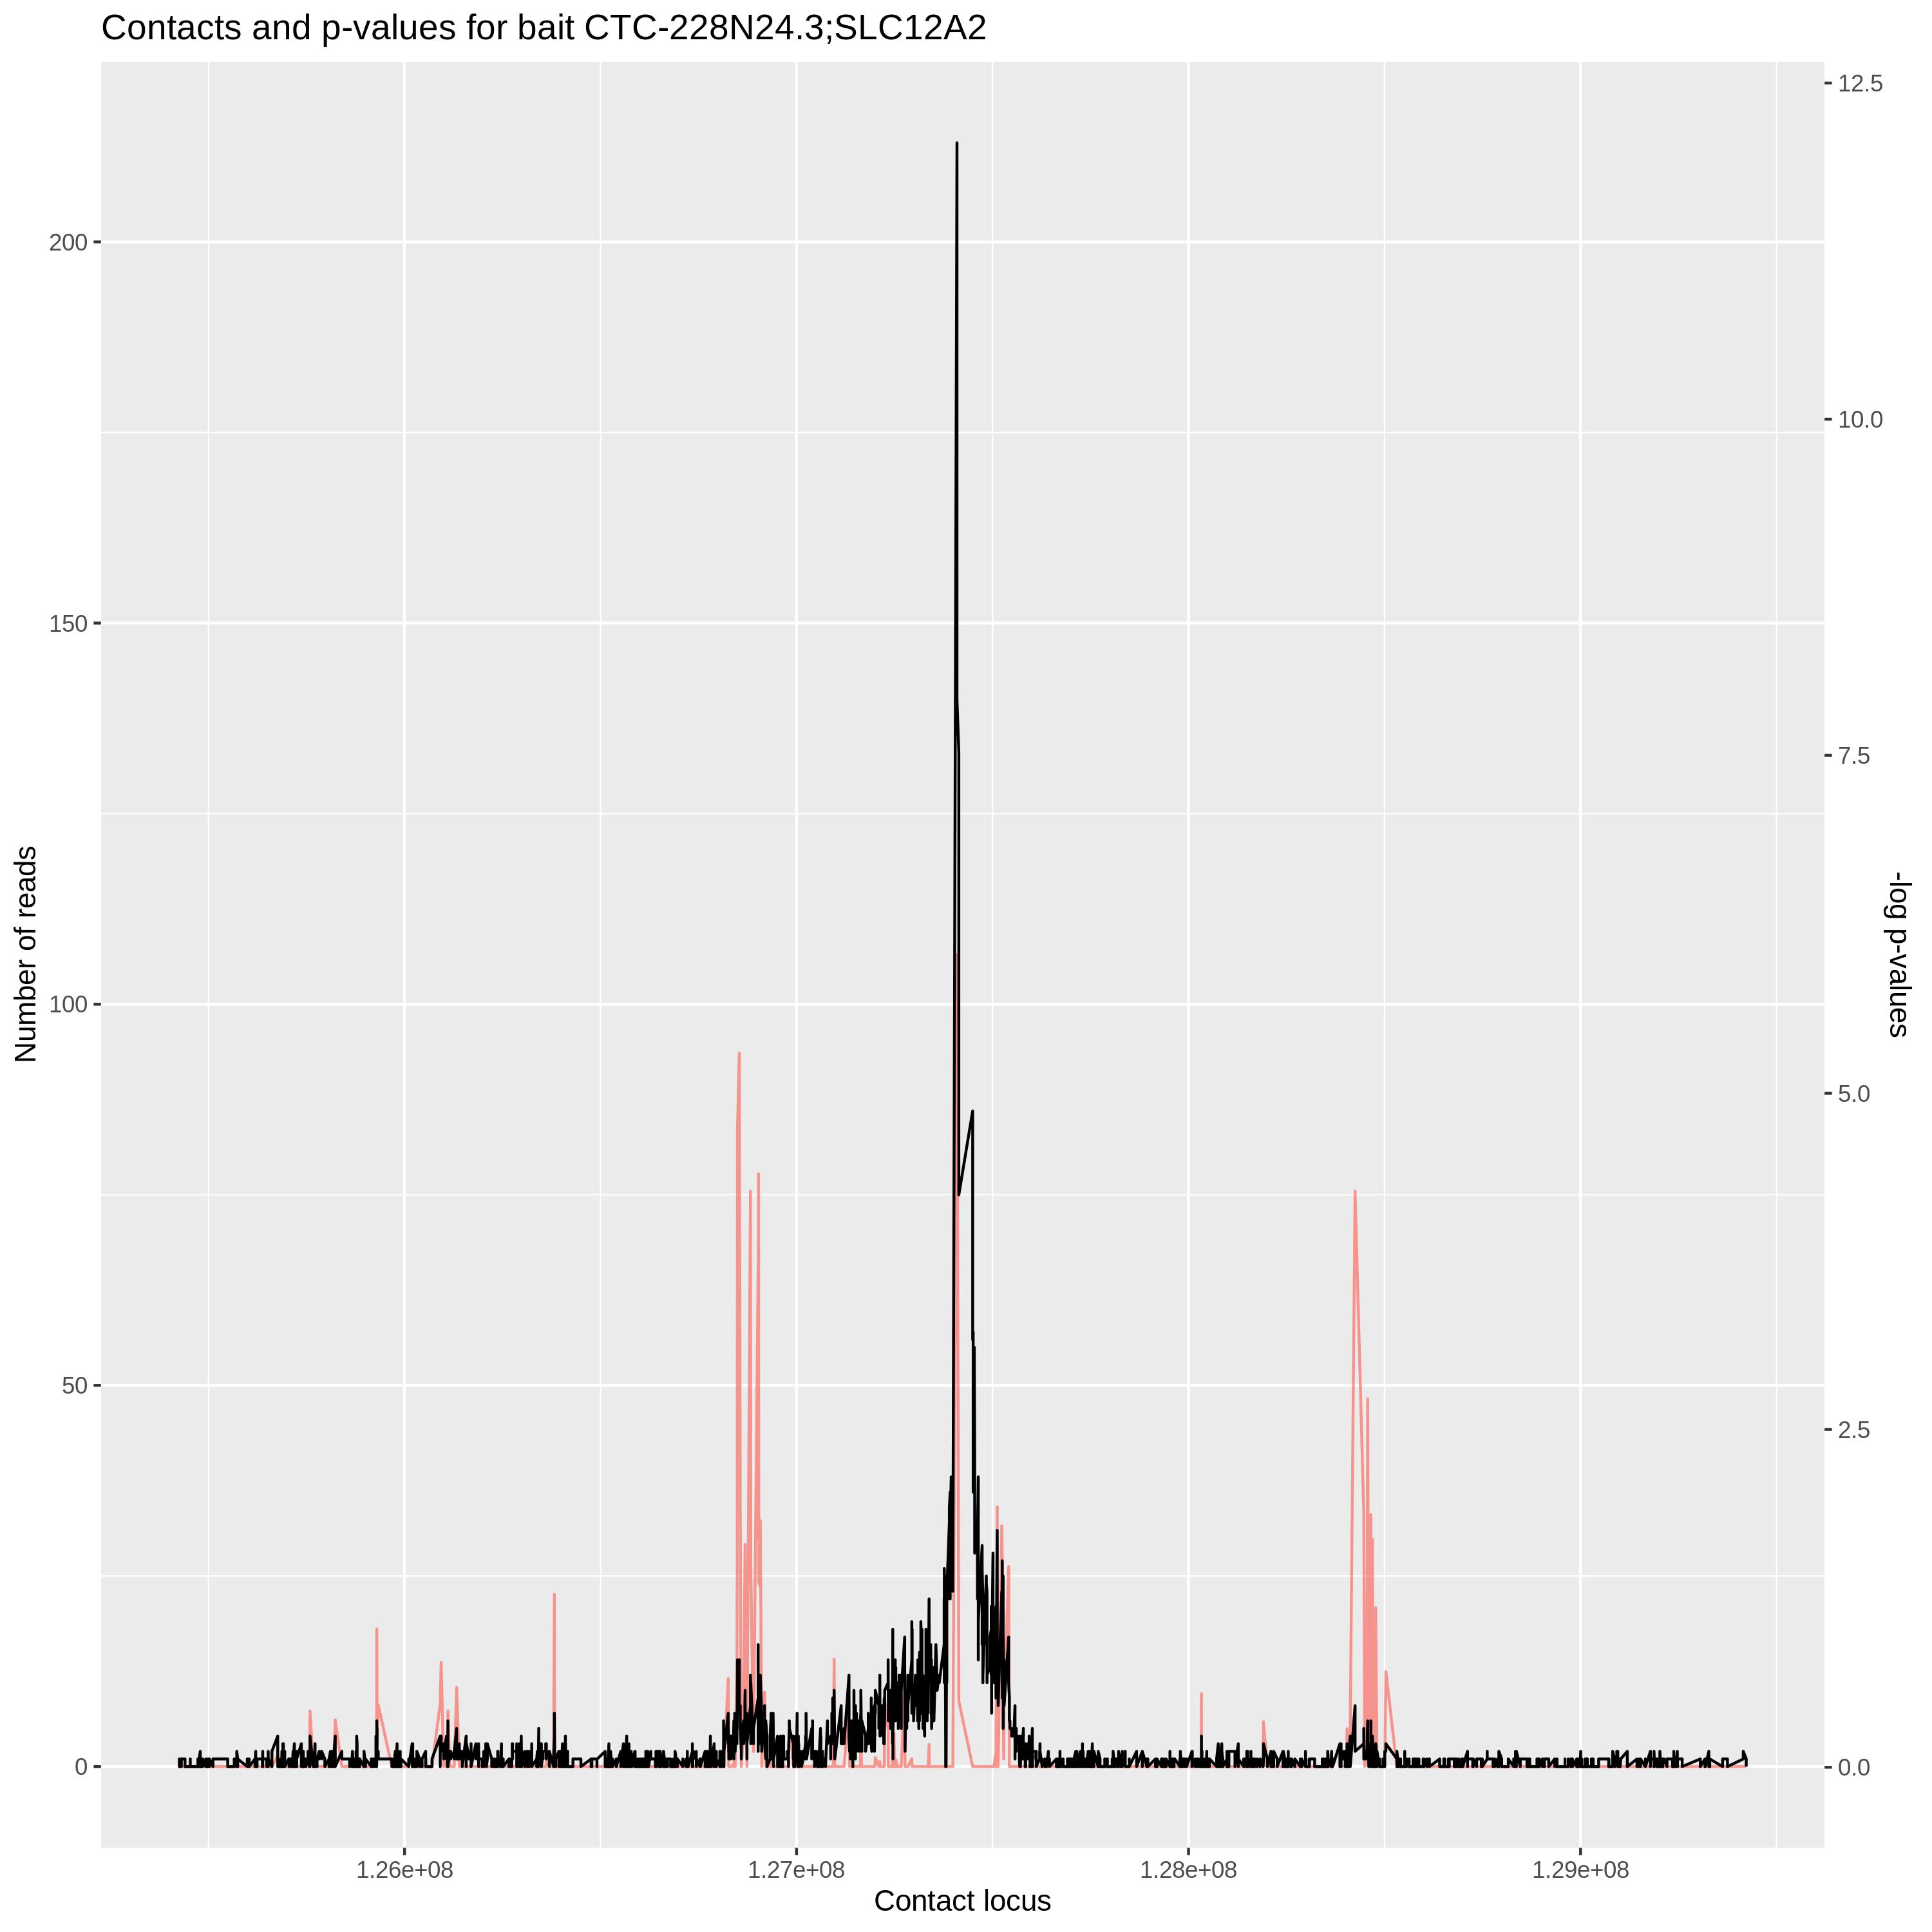 Contacts and p-values for bait CTC-228N24.3;SLC12A2
Number of reads
200
150
100
50
0
12.5
10.0
7.5
5.0
2.5
0.0
-log p-values
1.26e+08
1.27e+08
1.28e+08
1.29e+08
Contact locus